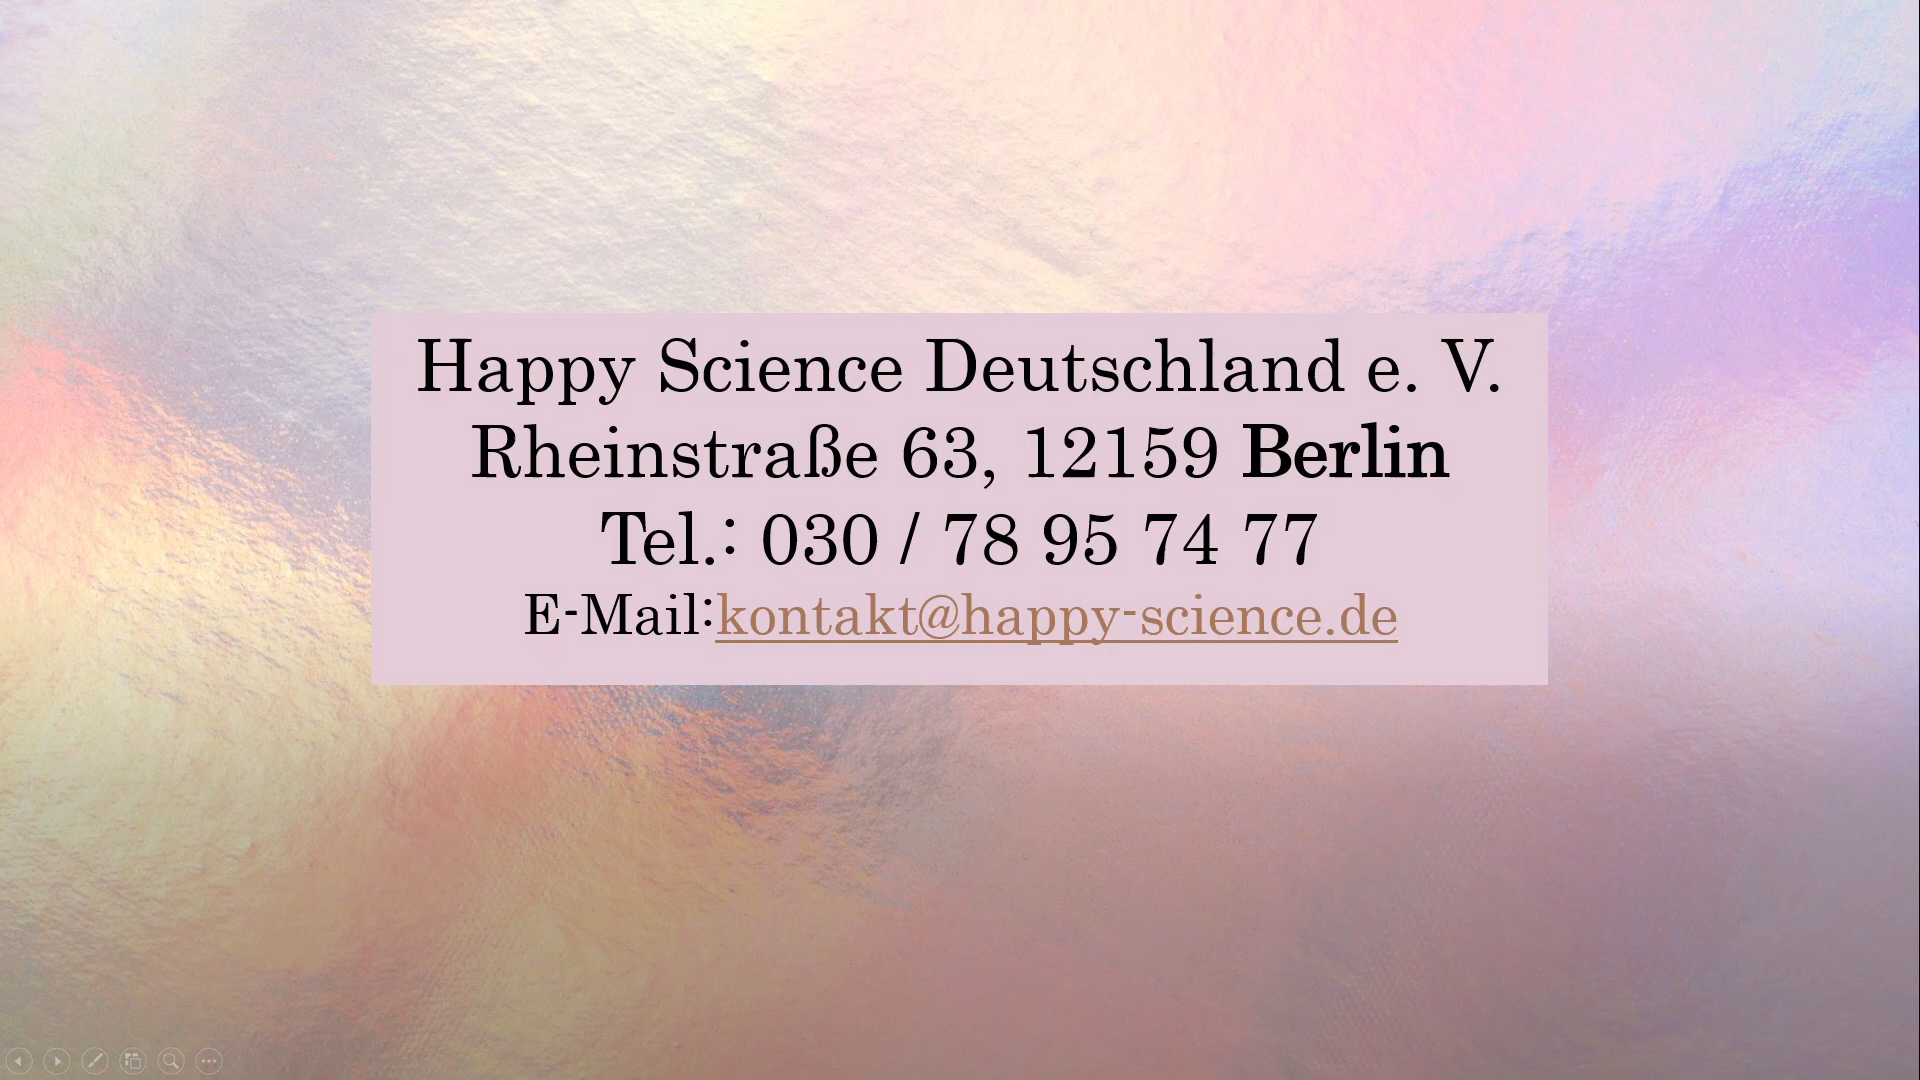 Happy Science Deutschland e. V.
Rheinstraße 63, 12159 Berlin
Tel.: 030 / 78 95 74 77
E-Mail:kontakt@happy-science.de